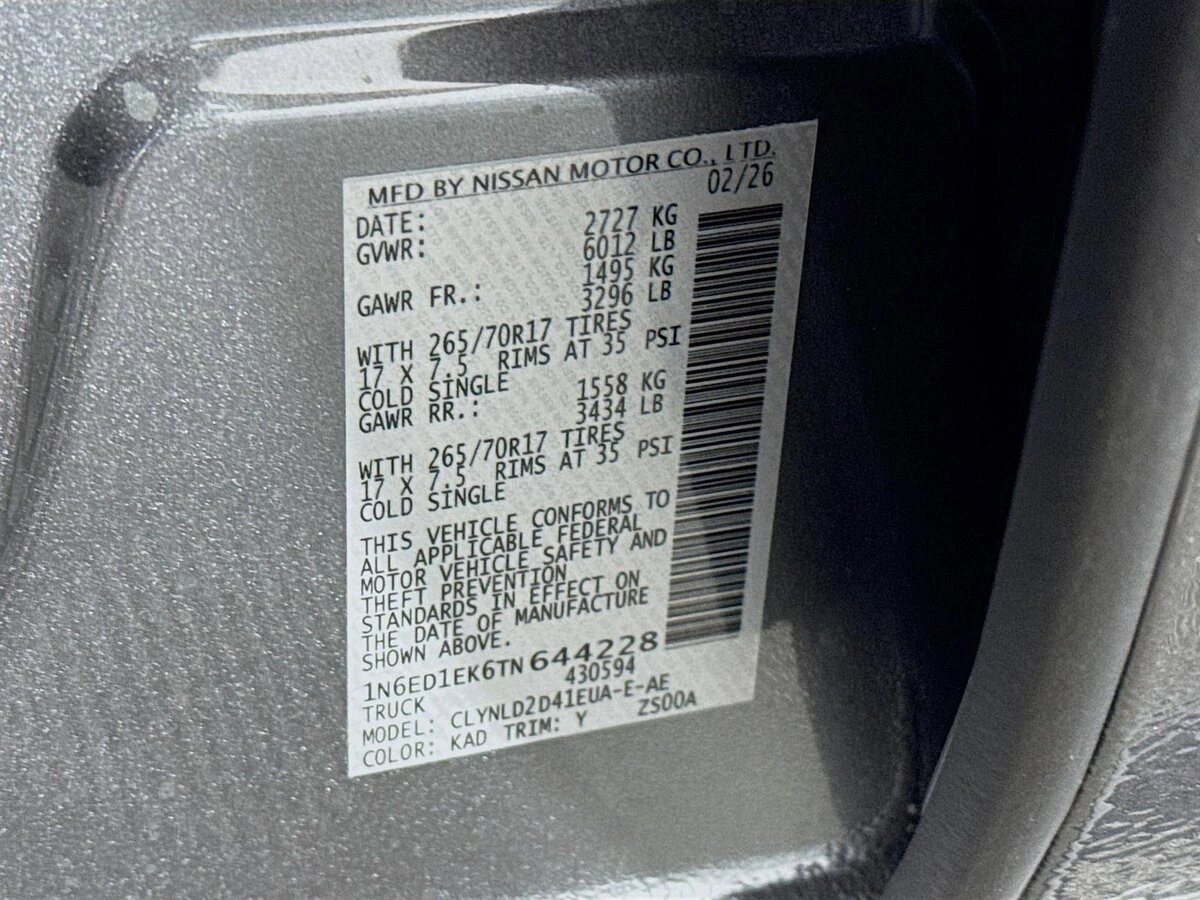 MFD BY NISSAN MOTOR CO., LTD.
DATE: 02/26
GVWR: 2727 KG
6012 LB
GAWR FR.: 1495 KG
3296 LB
WITH 265/70R17 TIRES
17 X 7.5 RIMS AT 35 PSI
COLD SINGLE
GAWR RR.: 1558 KG
3434 LB
WITH 265/70R17 TIRES
17 X 7.5 RIMS AT 35 PSI
COLD SINGLE
THIS VEHICLE CONFORMS TO
ALL APPLICABLE FEDERAL
MOTOR VEHICLE SAFETY AND
THEFT PREVENTION
STANDARDS IN EFFECT ON
THE DATE OF MANUFACTURE
SHOWN ABOVE.
1N6ED1EK6TN644228
TRUCK 430594
MODEL: CLYNLD2D41EUA-E-AE
COLOR: KAD TRIM: Y ZS00A